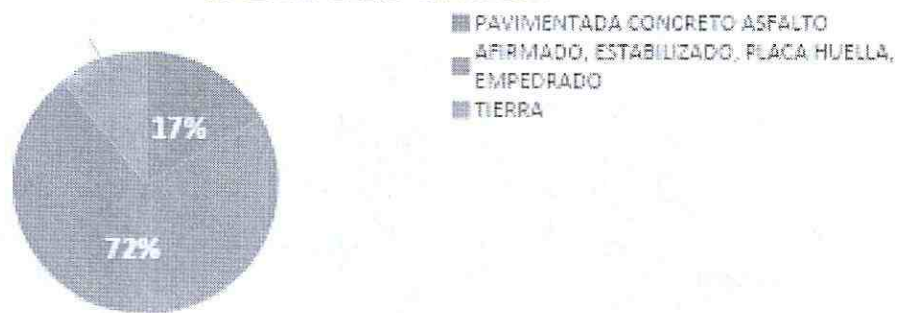 PAVIMENTADA CONCRETO ASFALTO
AFIRMADO, ESTABILIZADO, PLACA HUELLA,
EMPEDRADO
TIERRA
17%
72%